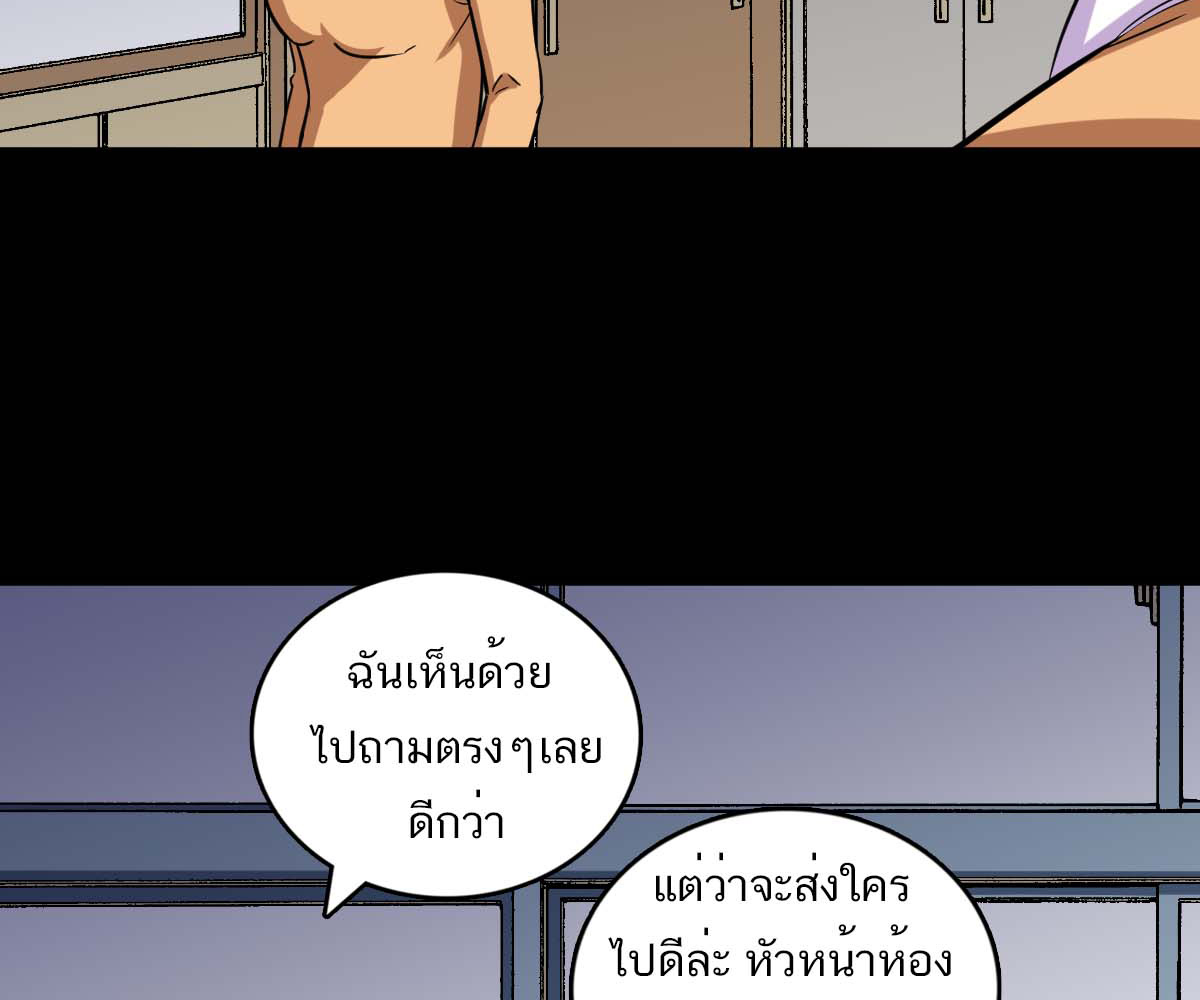 ฉันเห็นด้วย
ไปถามตรงๆเลย
ดีกว่า
แต่ว่าจะส่งใคร
ไปดีล่ะ หัวหน้าห้อง